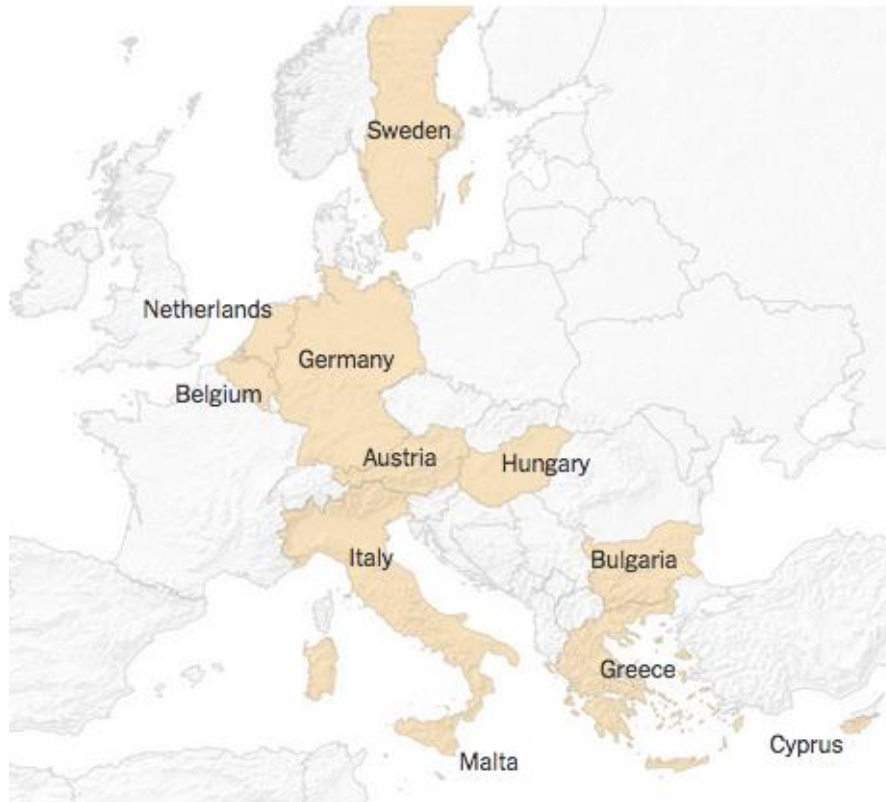 Sweden
Netherlands
Germany
Belgium
Austria
Hungary
Italy
Bulgaria
Greece
Cyprus
Malta